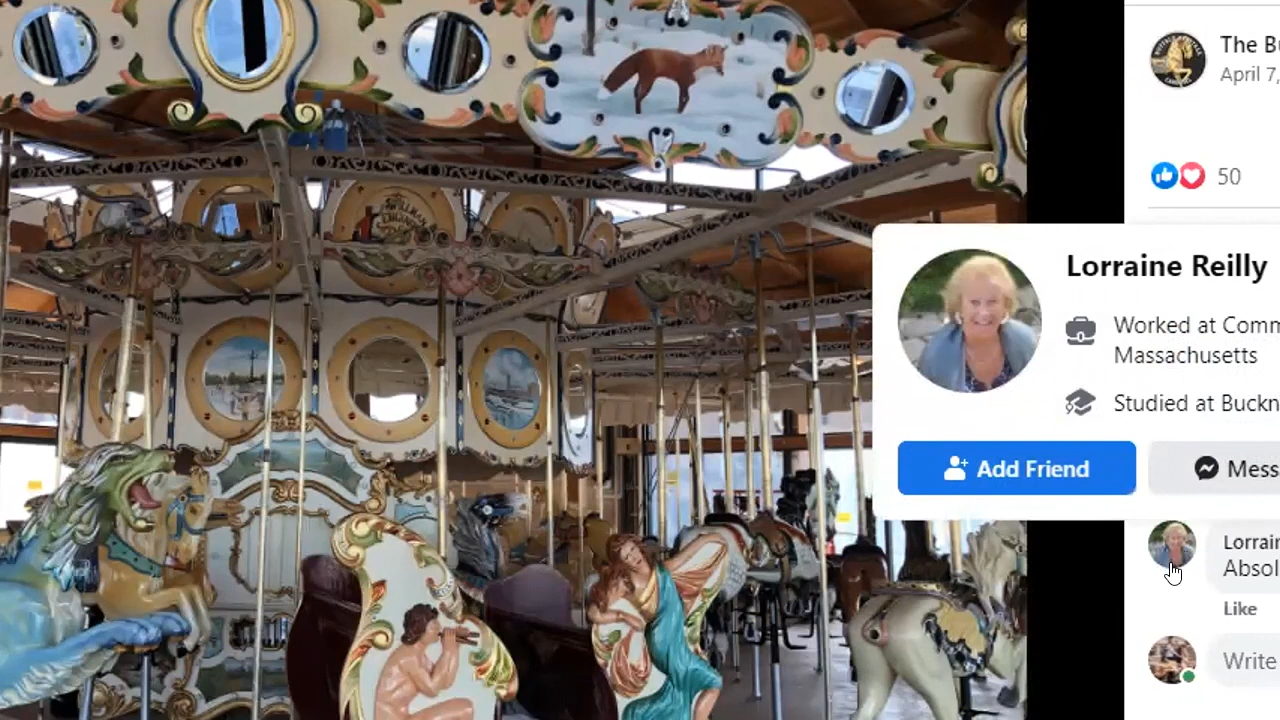 The Bu
April 7,
50
Lorraine Reilly
Worked at Comm
Massachusetts
Studied at Buckn
Add Friend
Mess
Lorrain
Absol
Like
Write